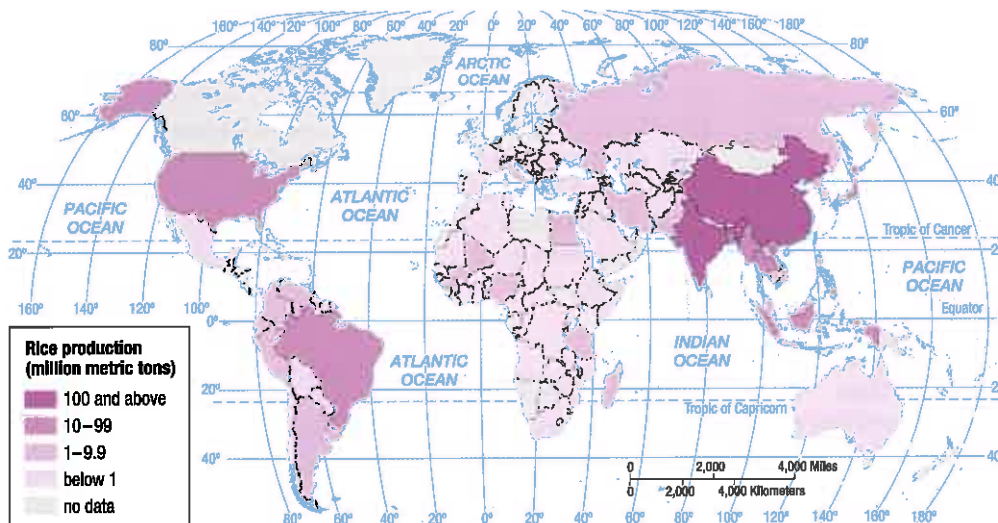 160° 140° 120° 80° 40° 20° 0° 20° 40° 80° 120° 140° 160° 180°
80°
80°
ARCTIC
OCEAN
60°
60°
40°
40°
PACIFIC
OCEAN
ATLANTIC
OCEAN
20°
20°
Tropic of Cancer
PACIFIC
OCEAN
160° 140° 120° 100°
160° 180°
Equator
0°
0°
INDIAN
OCEAN
ATLANTIC
OCEAN
20°
Tropic of Capricorn
40°
40°
Rice production
(million metric tons)
100 and above
10–99
1–9.9
below 1
no data
0 2,000 4,000 Miles
0 2,000 4,000 Kilometers
80° 60° 40° 20° 0° 20° 40° 60° 80° 100° 120° 140° 160° 180°